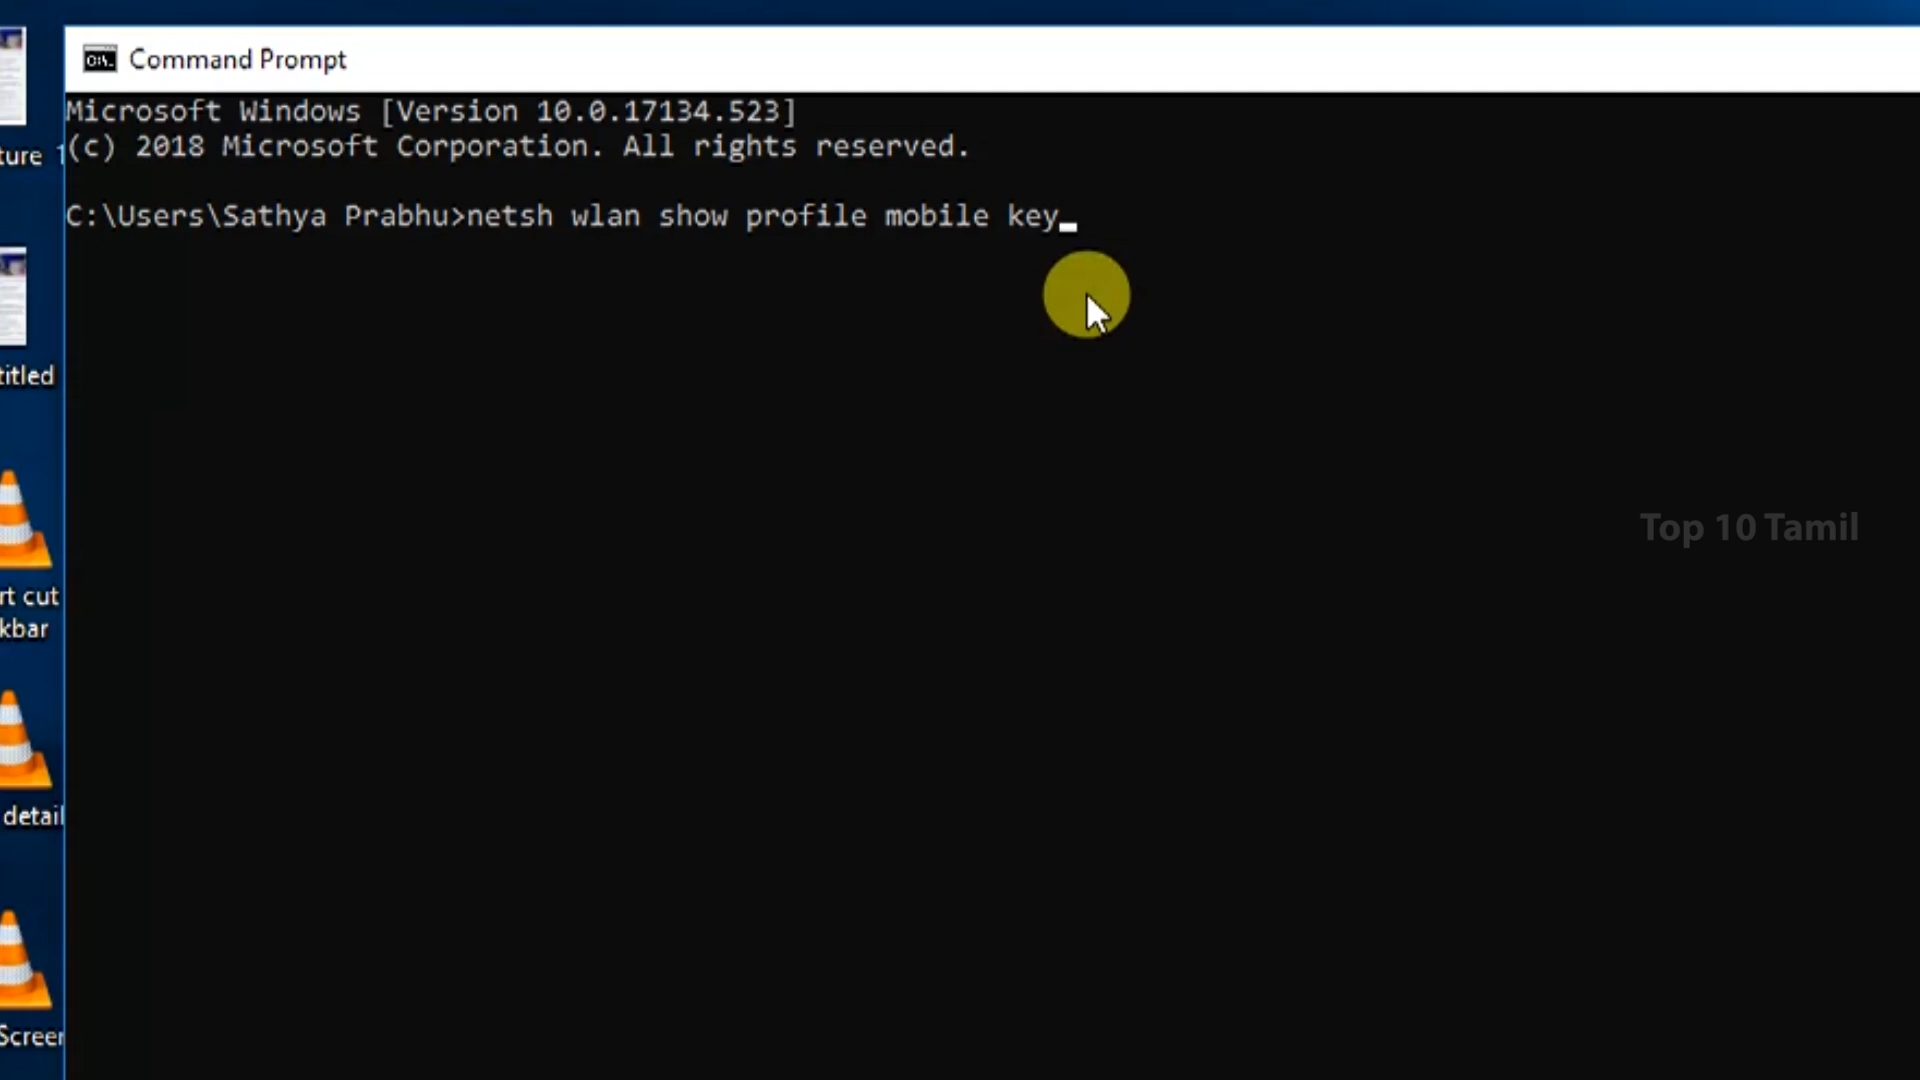 Command Prompt
Microsoft Windows [Version 10.0.17134.523]
(c) 2018 Microsoft Corporation. All rights reserved.
C:\Users\Sathya Prabhu>netsh wlan show profile mobile key
ture 1
titled
rt cut
kbar
detail
Screen
Top 10 Tamil